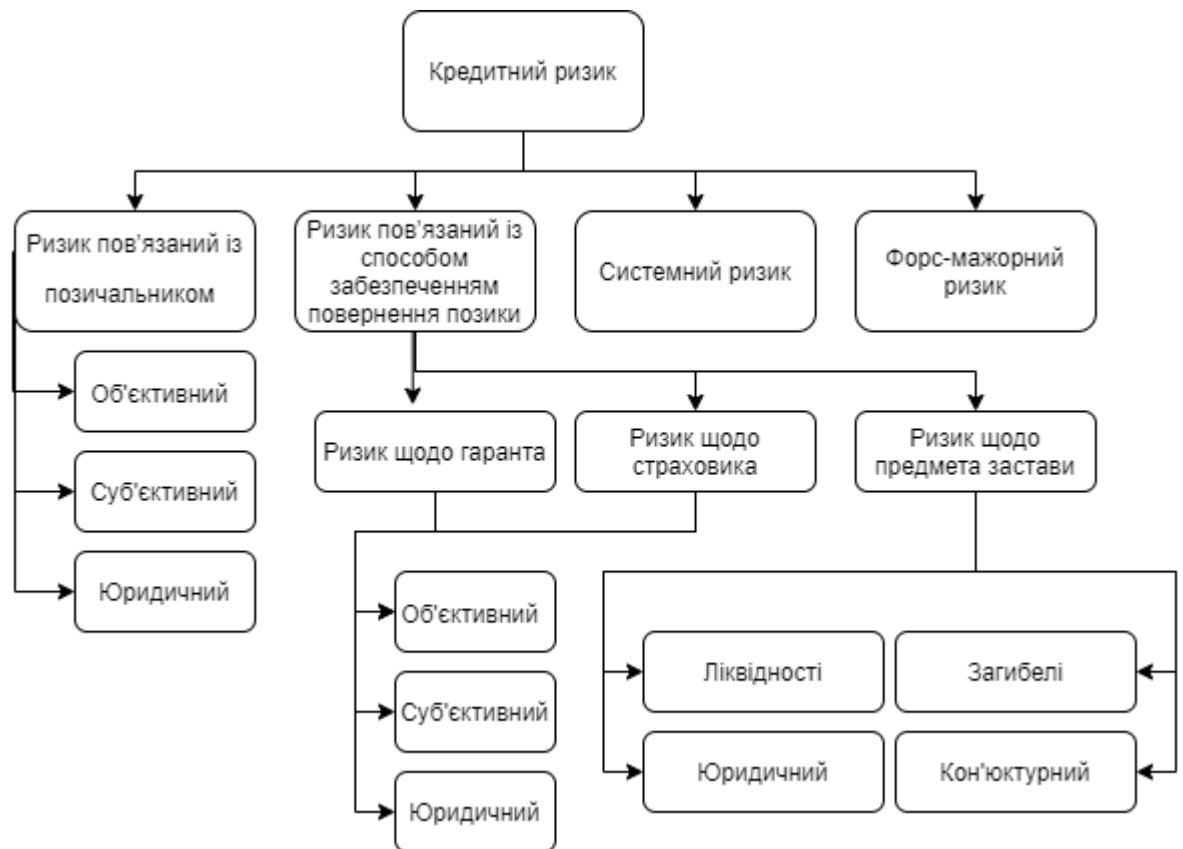 Кредитний ризик
Ризик пов'язаний із
позичальником
Ризик пов'язаний із
способом
забезпеченням
повернення позики
Системний ризик
Форс-мажорний
ризик
Об'єктивний
Суб'єктивний
Юридичний
Ризик щодо гаранта
Ризик щодо
страховика
Ризик щодо
предмета застави
Об'єктивний
Суб'єктивний
Юридичний
Ліквідності
Загибелі
Юридичний
Кон'юктурний